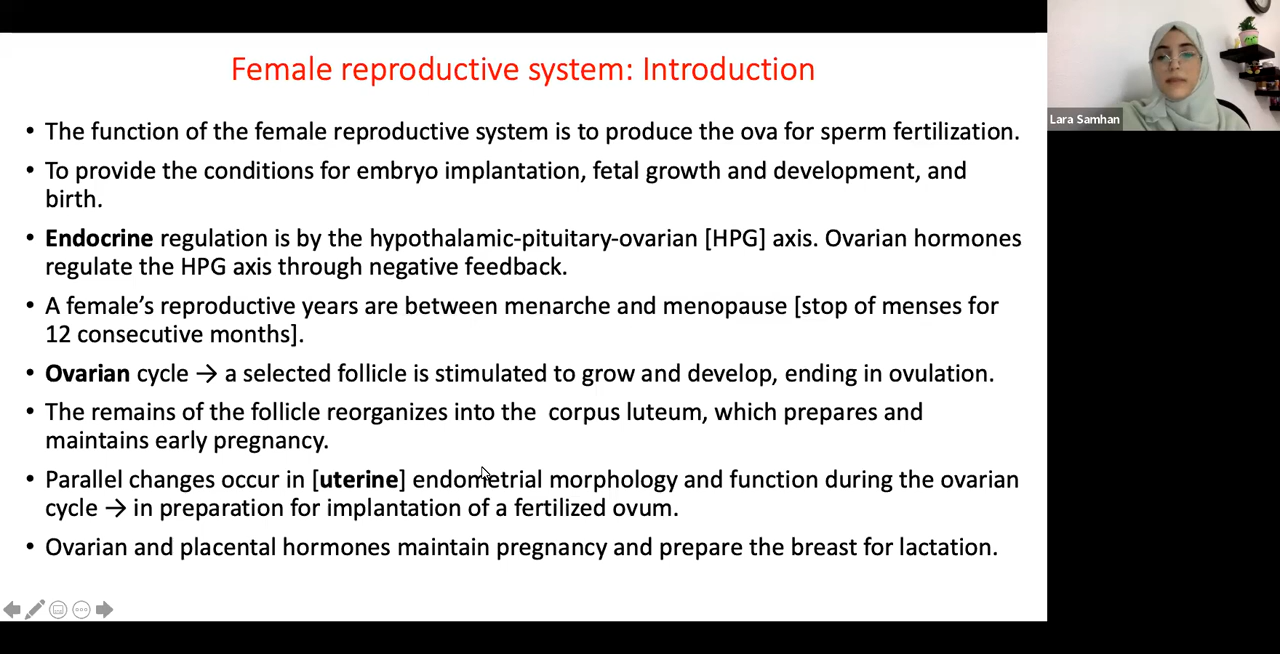 Female reproductive system: Introduction
• The function of the female reproductive system is to produce the ova for sperm fertilization.
• To provide the conditions for embryo implantation, fetal growth and development, and
birth.
• Endocrine regulation is by the hypothalamic-pituitary-ovarian [HPG] axis. Ovarian hormones
regulate the HPG axis through negative feedback.
• A female's reproductive years are between menarche and menopause [stop of menses for
12 consecutive months].
• Ovarian cycle → a selected follicle is stimulated to grow and develop, ending in ovulation.
• The remains of the follicle reorganizes into the  corpus luteum, which prepares and
maintains early pregnancy.
• Parallel changes occur in [uterine] endometrial morphology and function during the ovarian
cycle → in preparation for implantation of a fertilized ovum.
• Ovarian and placental hormones maintain pregnancy and prepare the breast for lactation.
Lara Samhan